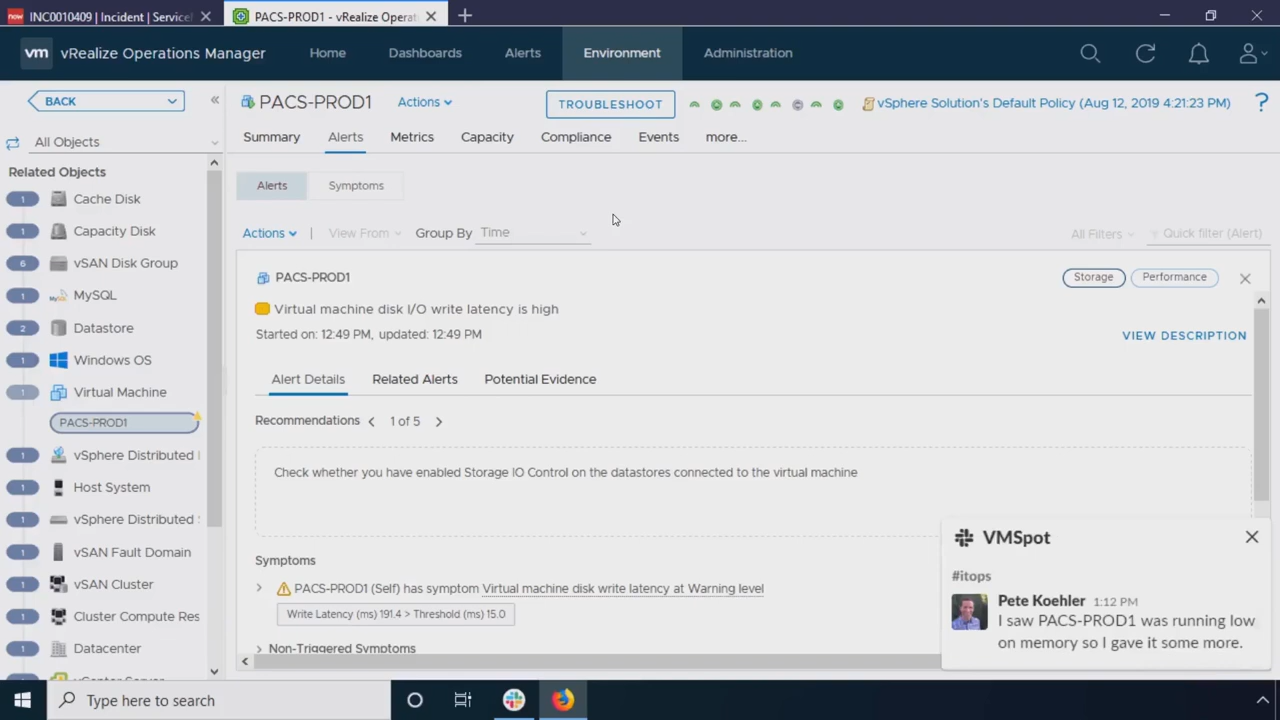 INC0010409 | Incident | Service
PACS-PROD1 - vRealize Operat
vm vRealize Operations Manager
Home Dashboards Alerts Environment Administration
BACK
PACS-PROD1 Actions
TROUBLESHOOT
vSphere Solution's Default Policy (Aug 12, 2019 4:21:23 PM)
?
All Objects
Summary Alerts Metrics Capacity Compliance Events more...
Related Objects
Alerts Symptoms
1 Cache Disk
1 Capacity Disk
6 vSAN Disk Group
1 MySQL
2 Datastore
1 Windows OS
1 Virtual Machine
PACS-PROD1
1 vSphere Distributed
1 Host System
1 vSphere Distributed
1 vSAN Fault Domain
1 vSAN Cluster
1 Cluster Compute Res
1 Datacenter
Actions | View From Group By Time All Filters Quick filter (Alert)
PACS-PROD1
Storage Performance
Virtual machine disk I/O write latency is high
Started on: 12:49 PM, updated: 12:49 PM
VIEW DESCRIPTION
Alert Details Related Alerts Potential Evidence
Recommendations 1 of 5
Check whether you have enabled Storage IO Control on the datastores connected to the virtual machine
Symptoms
PACS-PROD1 (Self) has symptom Virtual machine disk write latency at Warning level
Write Latency (ms) 191.4 > Threshold (ms) 15.0
Non-Triggered Symptoms
VMSpot
#itops
Pete Koehler 1:12 PM
I saw PACS-PROD1 was running low
on memory so I gave it some more.
Type here to search